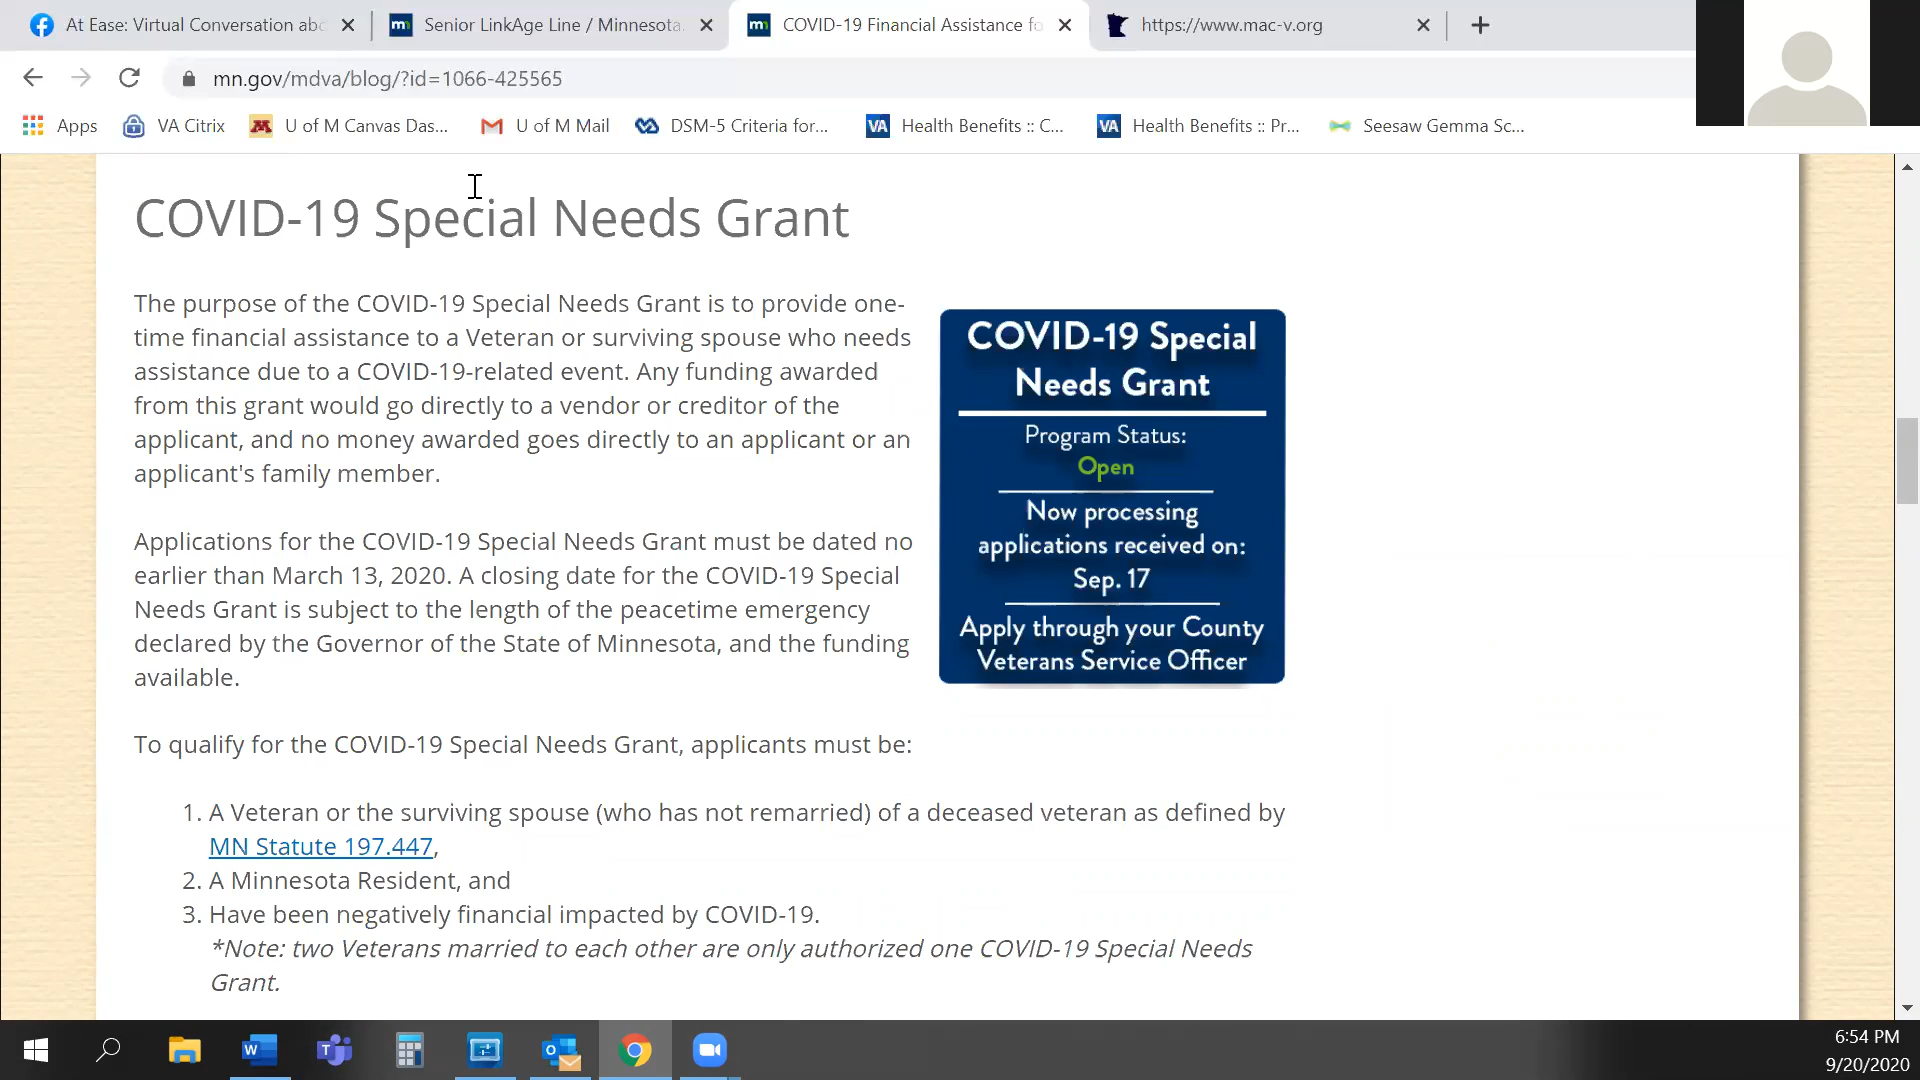 At Ease: Virtual Conversation abo
Senior LinkAge Line / Minnesota
COVID-19 Financial Assistance fo
https://www.mac-v.org
mn.gov/mdva/blog/?id=1066-425565
Apps
VA Citrix
U of M Canvas Das...
U of M Mail
DSM-5 Criteria for...
VA
Health Benefits :: C...
VA
Health Benefits :: Pr...
Seesaw Gemma Sc...
COVID-19 Special Needs Grant
The purpose of the COVID-19 Special Needs Grant is to provide one-
time financial assistance to a Veteran or surviving spouse who needs
assistance due to a COVID-19-related event. Any funding awarded
from this grant would go directly to a vendor or creditor of the
applicant, and no money awarded goes directly to an applicant or an
applicant's family member.
Applications for the COVID-19 Special Needs Grant must be dated no
earlier than March 13, 2020. A closing date for the COVID-19 Special
Needs Grant is subject to the length of the peacetime emergency
declared by the Governor of the State of Minnesota, and the funding
available.
COVID-19 Special
Needs Grant
Program Status:
Open
Now processing
applications received on:
Sep. 17
Apply through your County
Veterans Service Officer
To qualify for the COVID-19 Special Needs Grant, applicants must be:
1. A Veteran or the surviving spouse (who has not remarried) of a deceased veteran as defined by
MN Statute 197.447,
2. A Minnesota Resident, and
3. Have been negatively financial impacted by COVID-19.
*Note: two Veterans married to each other are only authorized one COVID-19 Special Needs
Grant.
6:54 PM
9/20/2020